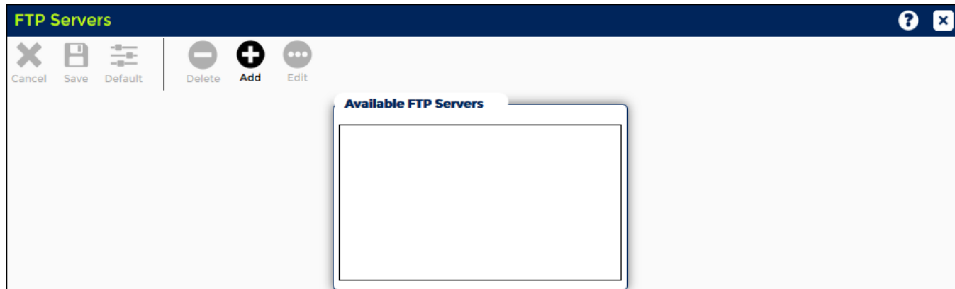 FTP Servers
Cancel Save Default Delete Add Edit
Available FTP Servers